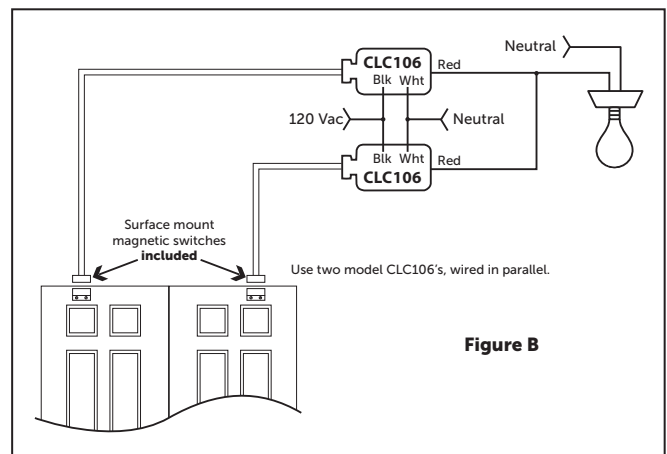 Neutral
CLC106
Red
Blk Wht
120 Vac
Neutral
Blk Wht
Red
CLC106
Surface mount
magnetic switches
included
Use two model CLC106's, wired in parallel.
Figure B